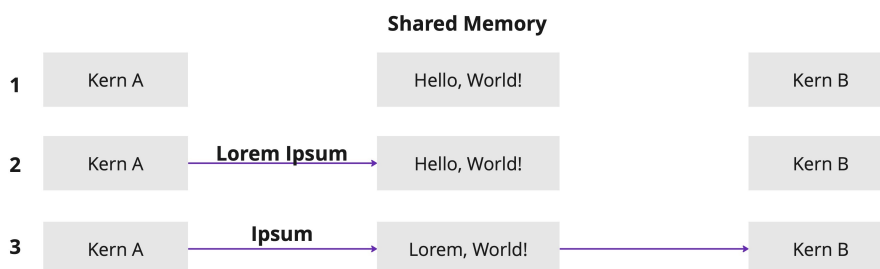 Shared Memory
1 Kern A Hello, World! Kern B
2 Kern A Lorem Ipsum Hello, World! Kern B
3 Kern A Ipsum Lorem, World! Kern B